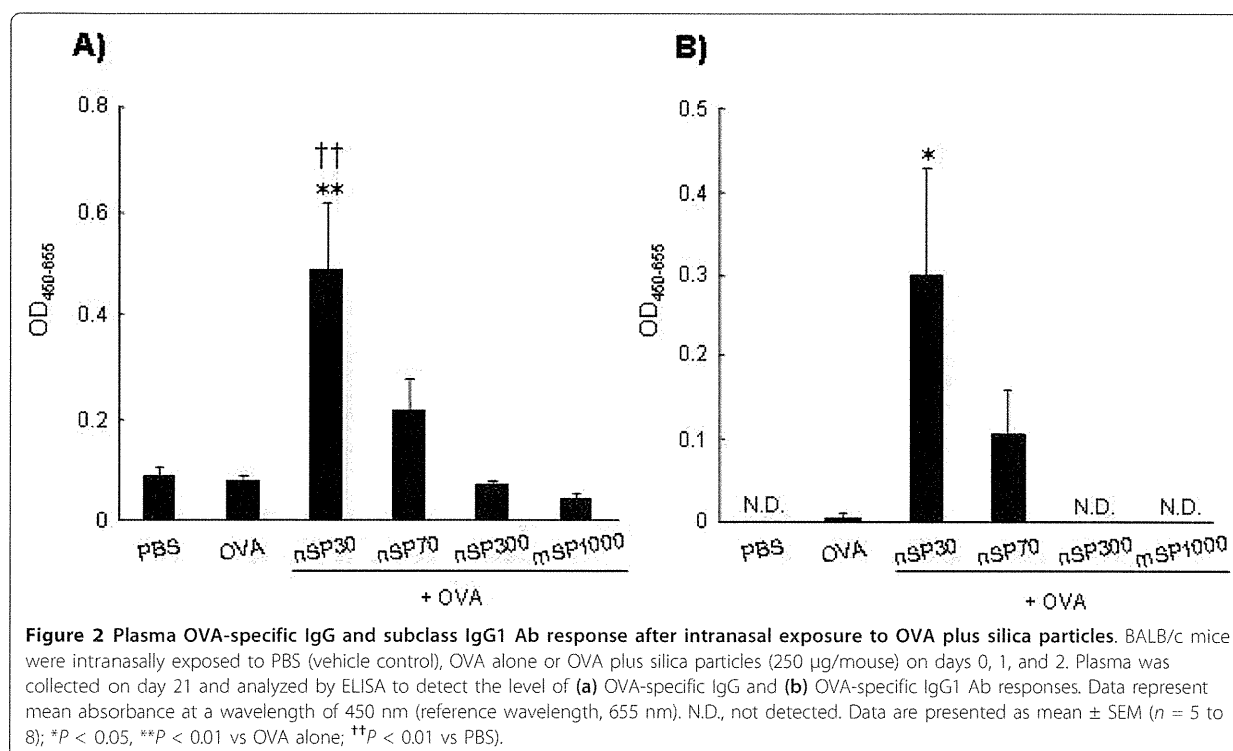 A)
0.8
0.6
0.4
0.2
0
OD450-655
††
**
PBS OVA nSP30 nSP70 nSP300 mSP1000
+ OVA
B)
0.5
0.4
0.3
0.2
0.1
0
OD450-655
*
N.D. N.D. N.D.
PBS OVA nSP30 nSP70 nSP300 mSP1000
+ OVA
Figure 2 Plasma OVA-specific IgG and subclass IgG1 Ab response after intranasal exposure to OVA plus silica particles. BALB/c mice
were intranasally exposed to PBS (vehicle control), OVA alone or OVA plus silica particles (250 μg/mouse) on days 0, 1, and 2. Plasma was
collected on day 21 and analyzed by ELISA to detect the level of (a) OVA-specific IgG and (b) OVA-specific IgG1 Ab responses. Data represent
mean absorbance at a wavelength of 450 nm (reference wavelength, 655 nm). N.D., not detected. Data are presented as mean ± SEM (n = 5 to
8); *P < 0.05, **P < 0.01 vs OVA alone; ††P < 0.01 vs PBS).